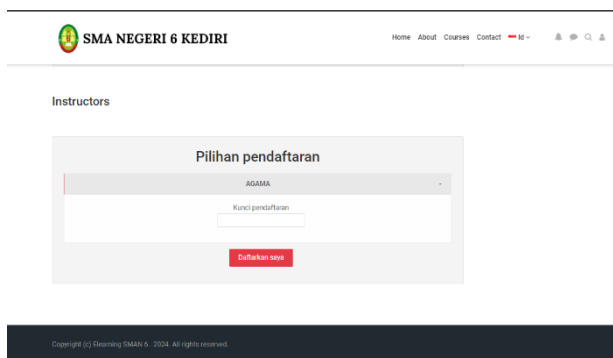 SMA NEGERI 6 KEDIRI
Home About Courses Contact Id
Instructors
Pilihan pendaftaran
AGAMA
Kunci pendaftaran
Daftarkan saya
Copyright (c) Elearning SMAN 6 . 2024. All rights reserved.